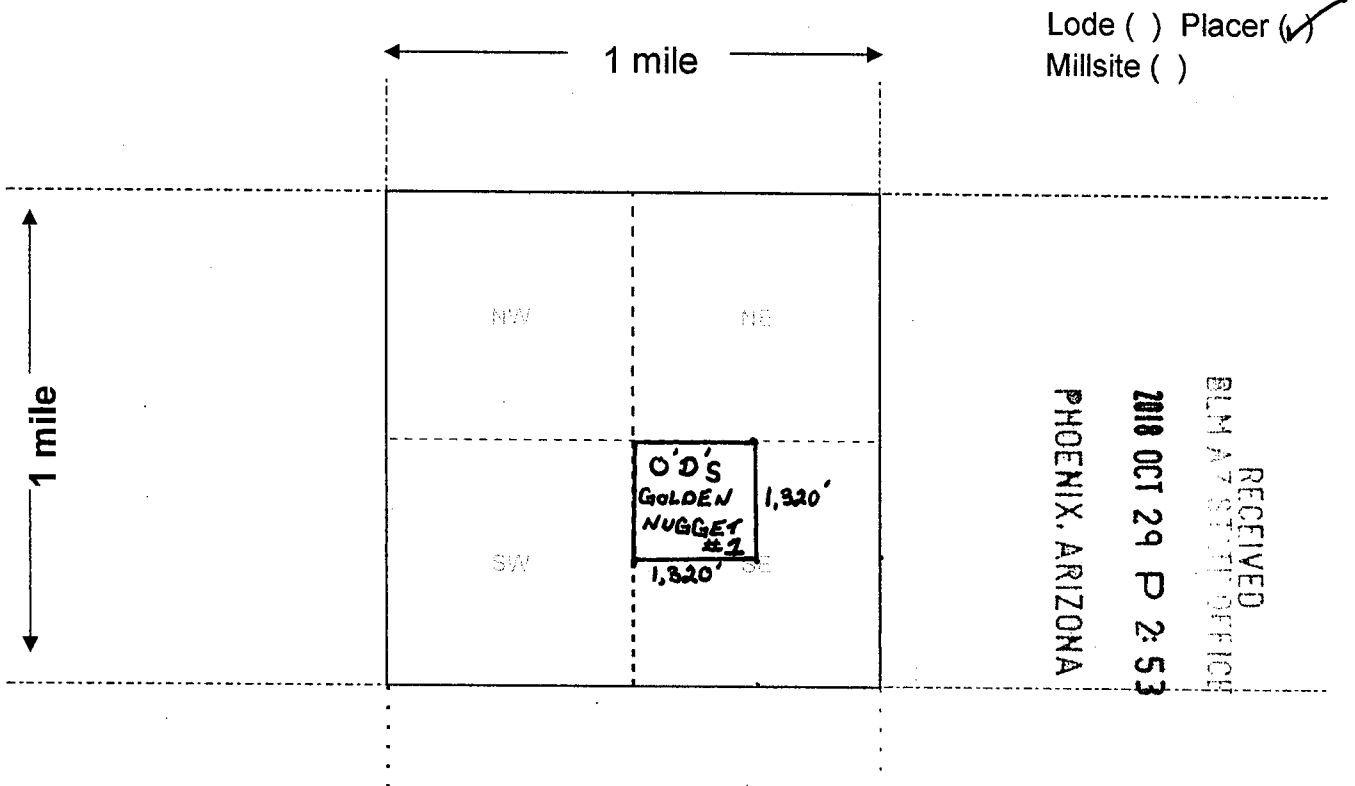 Lode ( ) Placer (✓)
Millsite ( )
1 mile
1 mile
NW
NE
O'D'S
GOLDEN
NUGGET
#1
1,320'
1,320'
SW
SE
RECEIVED
BLM AZ STATE OFFICE
2018 OCT 29 P 2:53
PHOENIX, ARIZONA